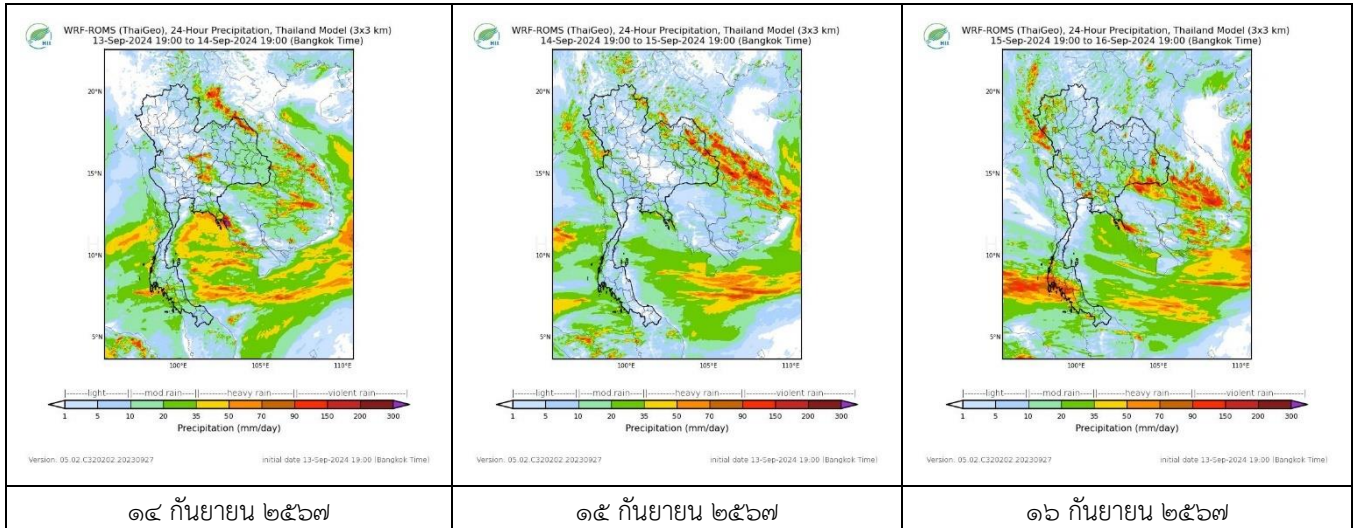 WRF-ROMS (ThaiGeo), 24-Hour Precipitation, Thailand Model (3x3 km)
13-Sep-2024 19:00 to 14-Sep-2024 19:00 (Bangkok Time)
HII
20°N
15°N
10°N
5°N
100°E 105°E 110°E
light mod rain heavy rain violent rain
1 5 10 20 35 50 70 90 150 200 300
Precipitation (mm/day)
Version: 05.02.C320202.20230927 initial date 13-Sep-2024 19:00 (Bangkok Time)
๑๔ กันยายน ๒๕๖๗
WRF-ROMS (ThaiGeo), 24-Hour Precipitation, Thailand Model (3x3 km)
14-Sep-2024 19:00 to 15-Sep-2024 19:00 (Bangkok Time)
HII
20°N
15°N
10°N
5°N
100°E 105°E 110°E
light mod rain heavy rain violent rain
1 5 10 20 35 50 70 90 150 200 300
Precipitation (mm/day)
Version: 05.02.C320202.20230927 initial date 13-Sep-2024 19:00 (Bangkok Time)
๑๕ กันยายน ๒๕๖๗
WRF-ROMS (ThaiGeo), 24-Hour Precipitation, Thailand Model (3x3 km)
15-Sep-2024 19:00 to 16-Sep-2024 19:00 (Bangkok Time)
HII
20°N
15°N
10°N
5°N
100°E 105°E 110°E
light mod rain heavy rain violent rain
1 5 10 20 35 50 70 90 150 200 300
Precipitation (mm/day)
Version: 05.02.C320202.20230927 initial date 13-Sep-2024 19:00 (Bangkok Time)
๑๖ กันยายน ๒๕๖๗